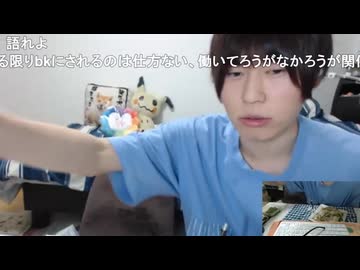 語れよ
る限りbkにされるのは仕方ない、働いてろうがなかろうが関係